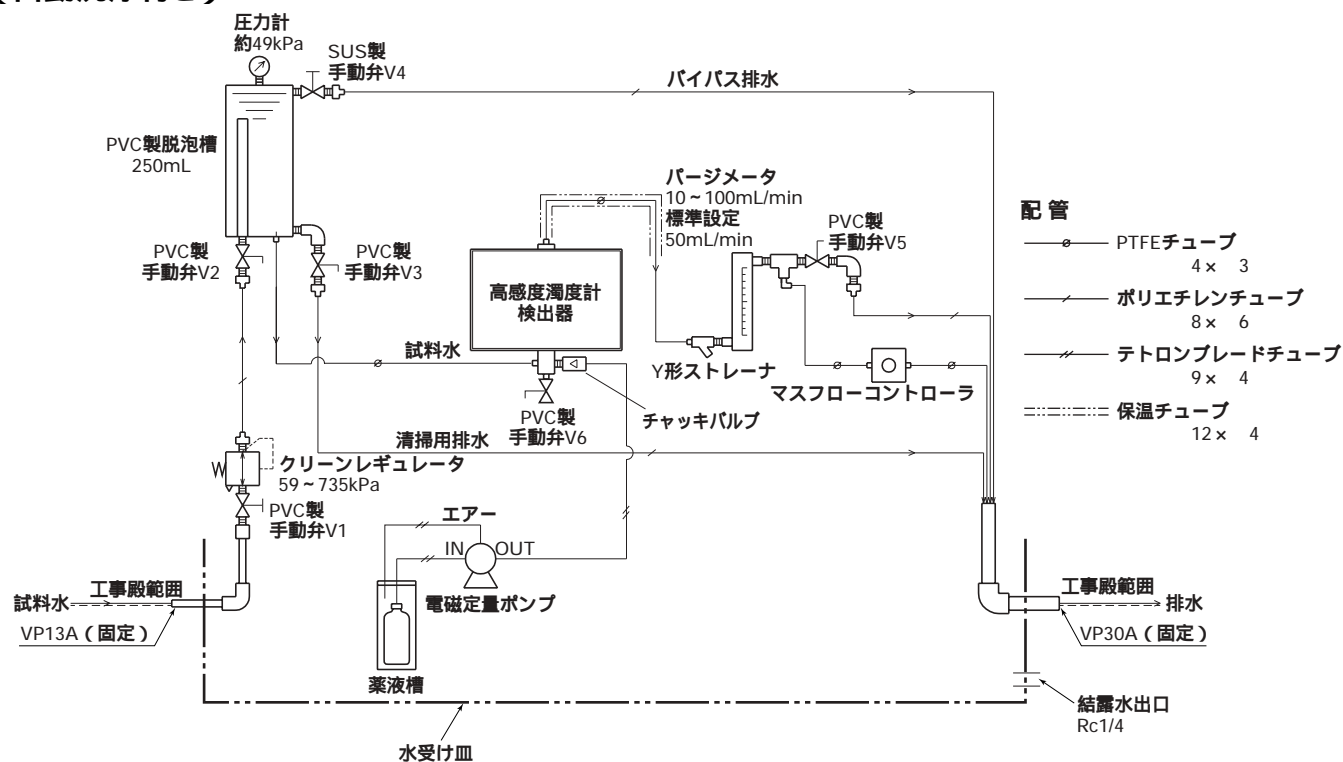 圧力計
約49kPa
SUS製
手動弁V4
バイパス排水
PVC製脱泡槽
250mL
パージメータ
10～100mL/min
標準設定
50mL/min
配 管
PTFEチューブ
4× 3
ポリエチレンチューブ
8× 6
テトロンブレードチューブ
9× 4
保温チューブ
12× 4
PVC製
手動弁V2
PVC製
手動弁V3
PVC製
手動弁V5
高感度濁度計
検出器
試料水
Y形ストレーナ
マスフローコントローラ
PVC製
手動弁V6
チャッキバルブ
清掃用排水
クリーンレギュレータ
59～735kPa
PVC製
手動弁V1
エアー
IN
OUT
電磁定量ポンプ
薬液槽
工事殿範囲
試料水
VP13A（固定）
工事殿範囲
排水
VP30A（固定）
結露水出口
Rc1/4
水受け皿